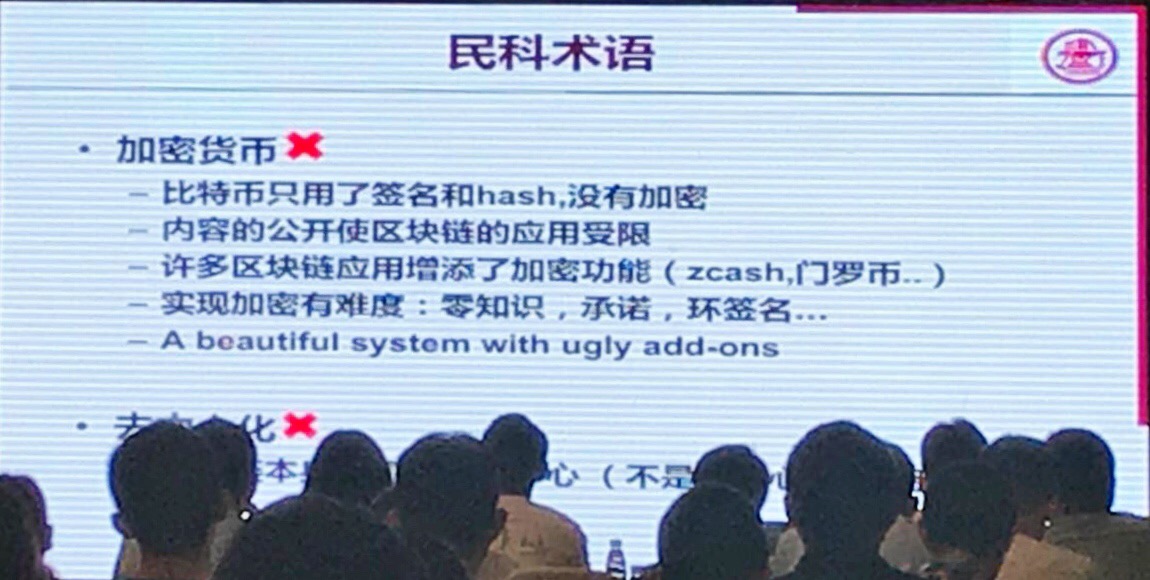 民科术语
• 加密货币
– 比特币只用了签名和hash,没有加密
– 内容的公开使区块链的应用受限
– 许多区块链应用增添了加密功能（zcash,门罗币..）
– 实现加密有难度：零知识，承诺，环签名...
– A beautiful system with ugly add-ons
• 去中心化
本 心（不是